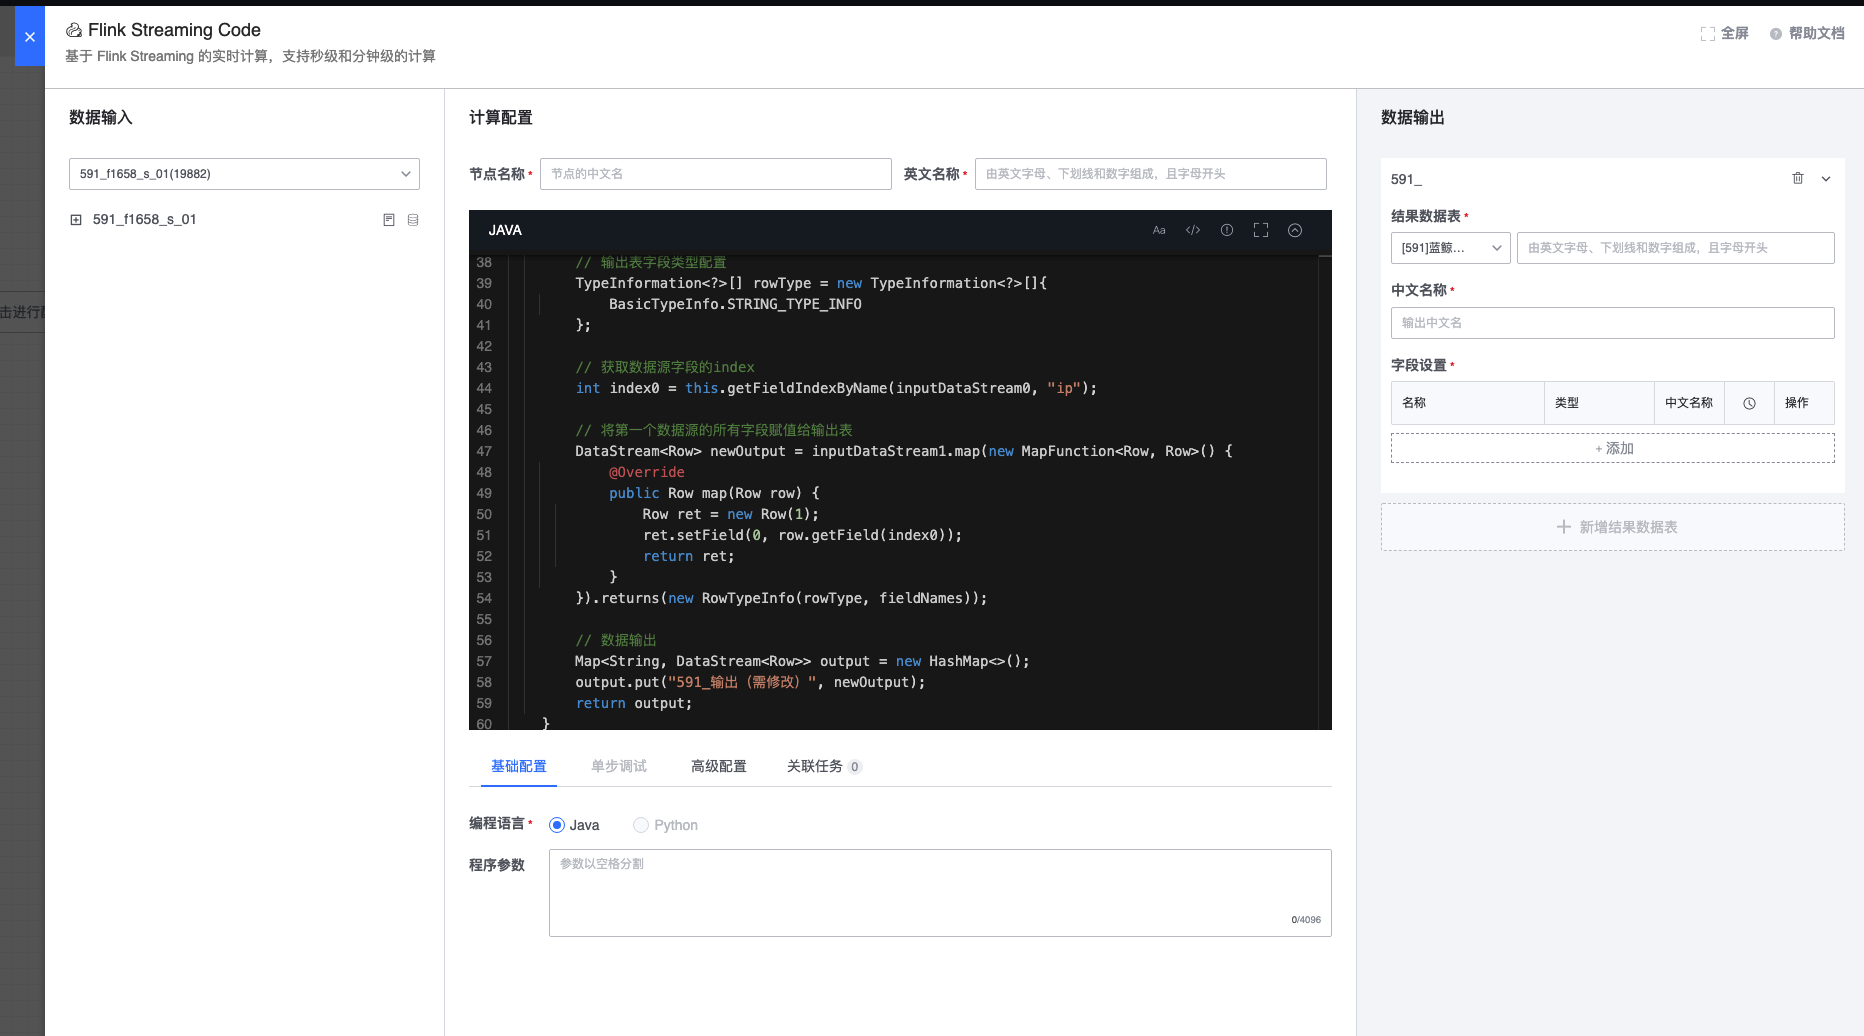 Flink Streaming Code
基于 Flink Streaming 的实时计算，支持秒级和分钟级的计算
全屏
帮助文档
击进行配
数据输入
591_f1658_s_01(19882)
591_f1658_s_01
计算配置
节点名称*
节点的中文名
英文名称*
由英文字母、下划线和数字组成，且字母开头
JAVA
Aa
</>
38 // 输出表字段类型配置
39 TypeInformation<?>[] rowType = new TypeInformation<?>[]{
40 BasicTypeInfo.STRING_TYPE_INFO
41 };
42
43 // 获取数据源字段的index
44 int index0 = this.getFieldIndexByName(inputDataStream0, "ip");
45
46 // 将第一个数据源的所有字段赋值给输出表
47 DataStream<Row> newOutput = inputDataStream1.map(new MapFunction<Row, Row>() {
48 @Override
49 public Row map(Row row) {
50 Row ret = new Row(1);
51 ret.setField(0, row.getField(index0));
52 return ret;
53 }
54 }).returns(new RowTypeInfo(rowType, fieldNames));
55
56 // 数据输出
57 Map<String, DataStream<Row>> output = new HashMap<>();
58 output.put("591_输出（需修改）", newOutput);
59 return output;
60 }
基础配置
单步调试
高级配置
关联任务 0
编程语言*
Java
Python
程序参数
参数以空格分割
0/4096
数据输出
591_
结果数据表*
[591]蓝鲸...
由英文字母、下划线和数字组成，且字母开头
中文名称*
输出中文名
字段设置*
名称
类型
中文名称
操作
+ 添加
新增结果数据表